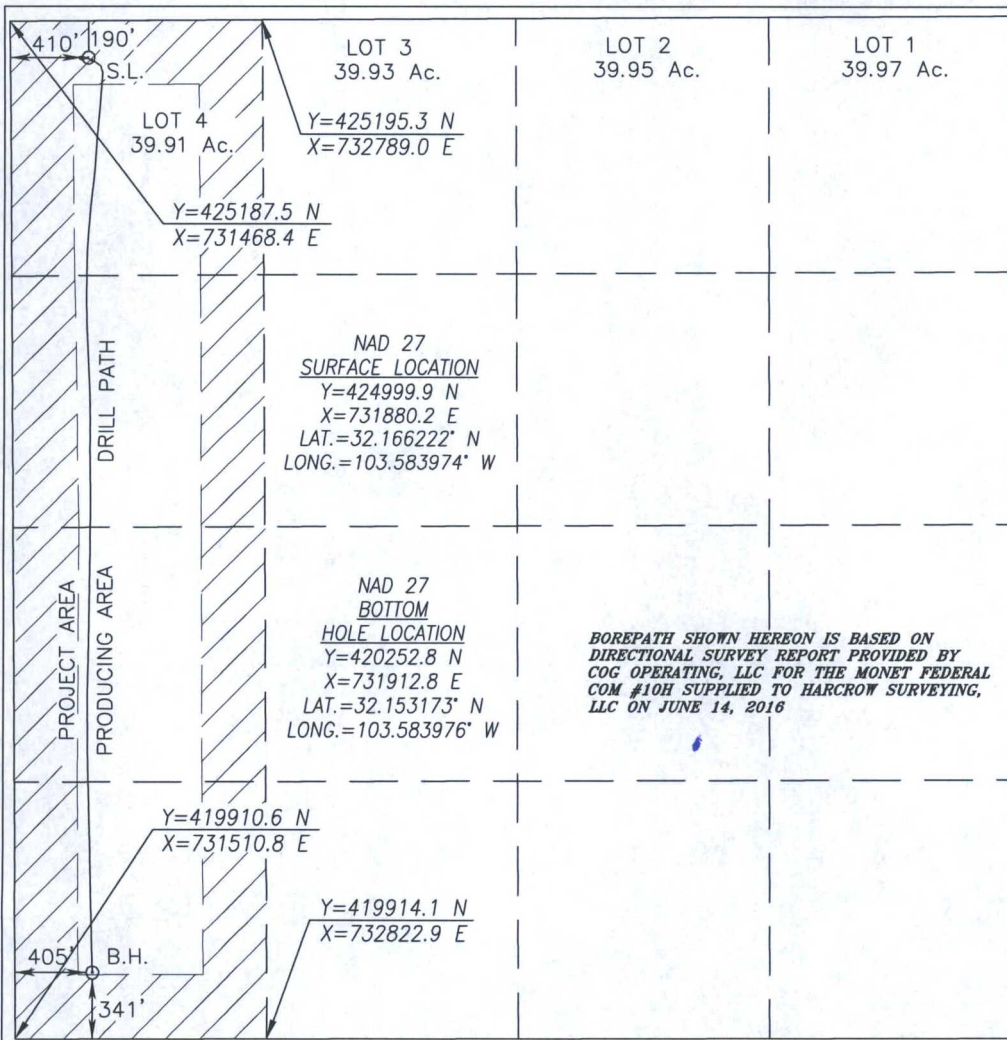 410' 190'
S.L.
LOT 4
39.91 Ac.
LOT 3
39.93 Ac.
LOT 2
39.95 Ac.
LOT 1
39.97 Ac.
Y=425195.3 N
X=732789.0 E
Y=425187.5 N
X=731468.4 E
DRILL PATH
NAD 27
SURFACE LOCATION
Y=424999.9 N
X=731880.2 E
LAT.=32.166222° N
LONG.=103.583974° W
PROJECT AREA
PRODUCING AREA
NAD 27
BOTTOM
HOLE LOCATION
Y=420252.8 N
X=731912.8 E
LAT.=32.153173° N
LONG.=103.583976° W
BOREPATH SHOWN HEREON IS BASED ON
DIRECTIONAL SURVEY REPORT PROVIDED BY
COG OPERATING, LLC FOR THE MONET FEDERAL
COM #10H SUPPLIED TO HARCROW SURVEYING,
LLC ON JUNE 14, 2016
Y=419910.6 N
X=731510.8 E
Y=419914.1 N
X=732822.9 E
405' B.H.
341'